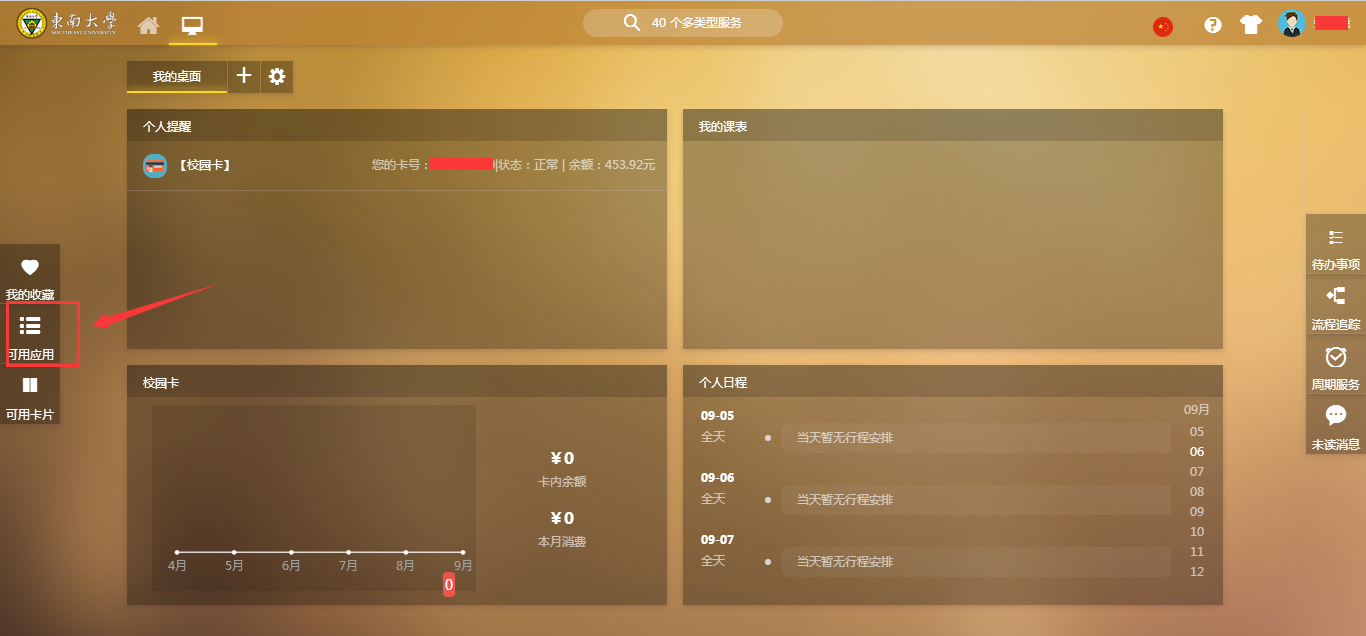 東南大學
SOUTHEAST UNIVERSITY
40 个多类型服务
我的桌面
个人提醒
【校园卡】
您的卡号：
|状态：正常 | 余额：453.92元
我的课表
我的收藏
可用应用
可用卡片
校园卡
4月 5月 6月 7月 8月 9月
0
¥0
卡内余额
¥0
本月消费
个人日程
09-05
全天
当天暂无行程安排
09-06
全天
当天暂无行程安排
09-07
全天
当天暂无行程安排
09月
05
06
07
08
09
10
11
12
待办事项
流程追踪
周期服务
未读消息